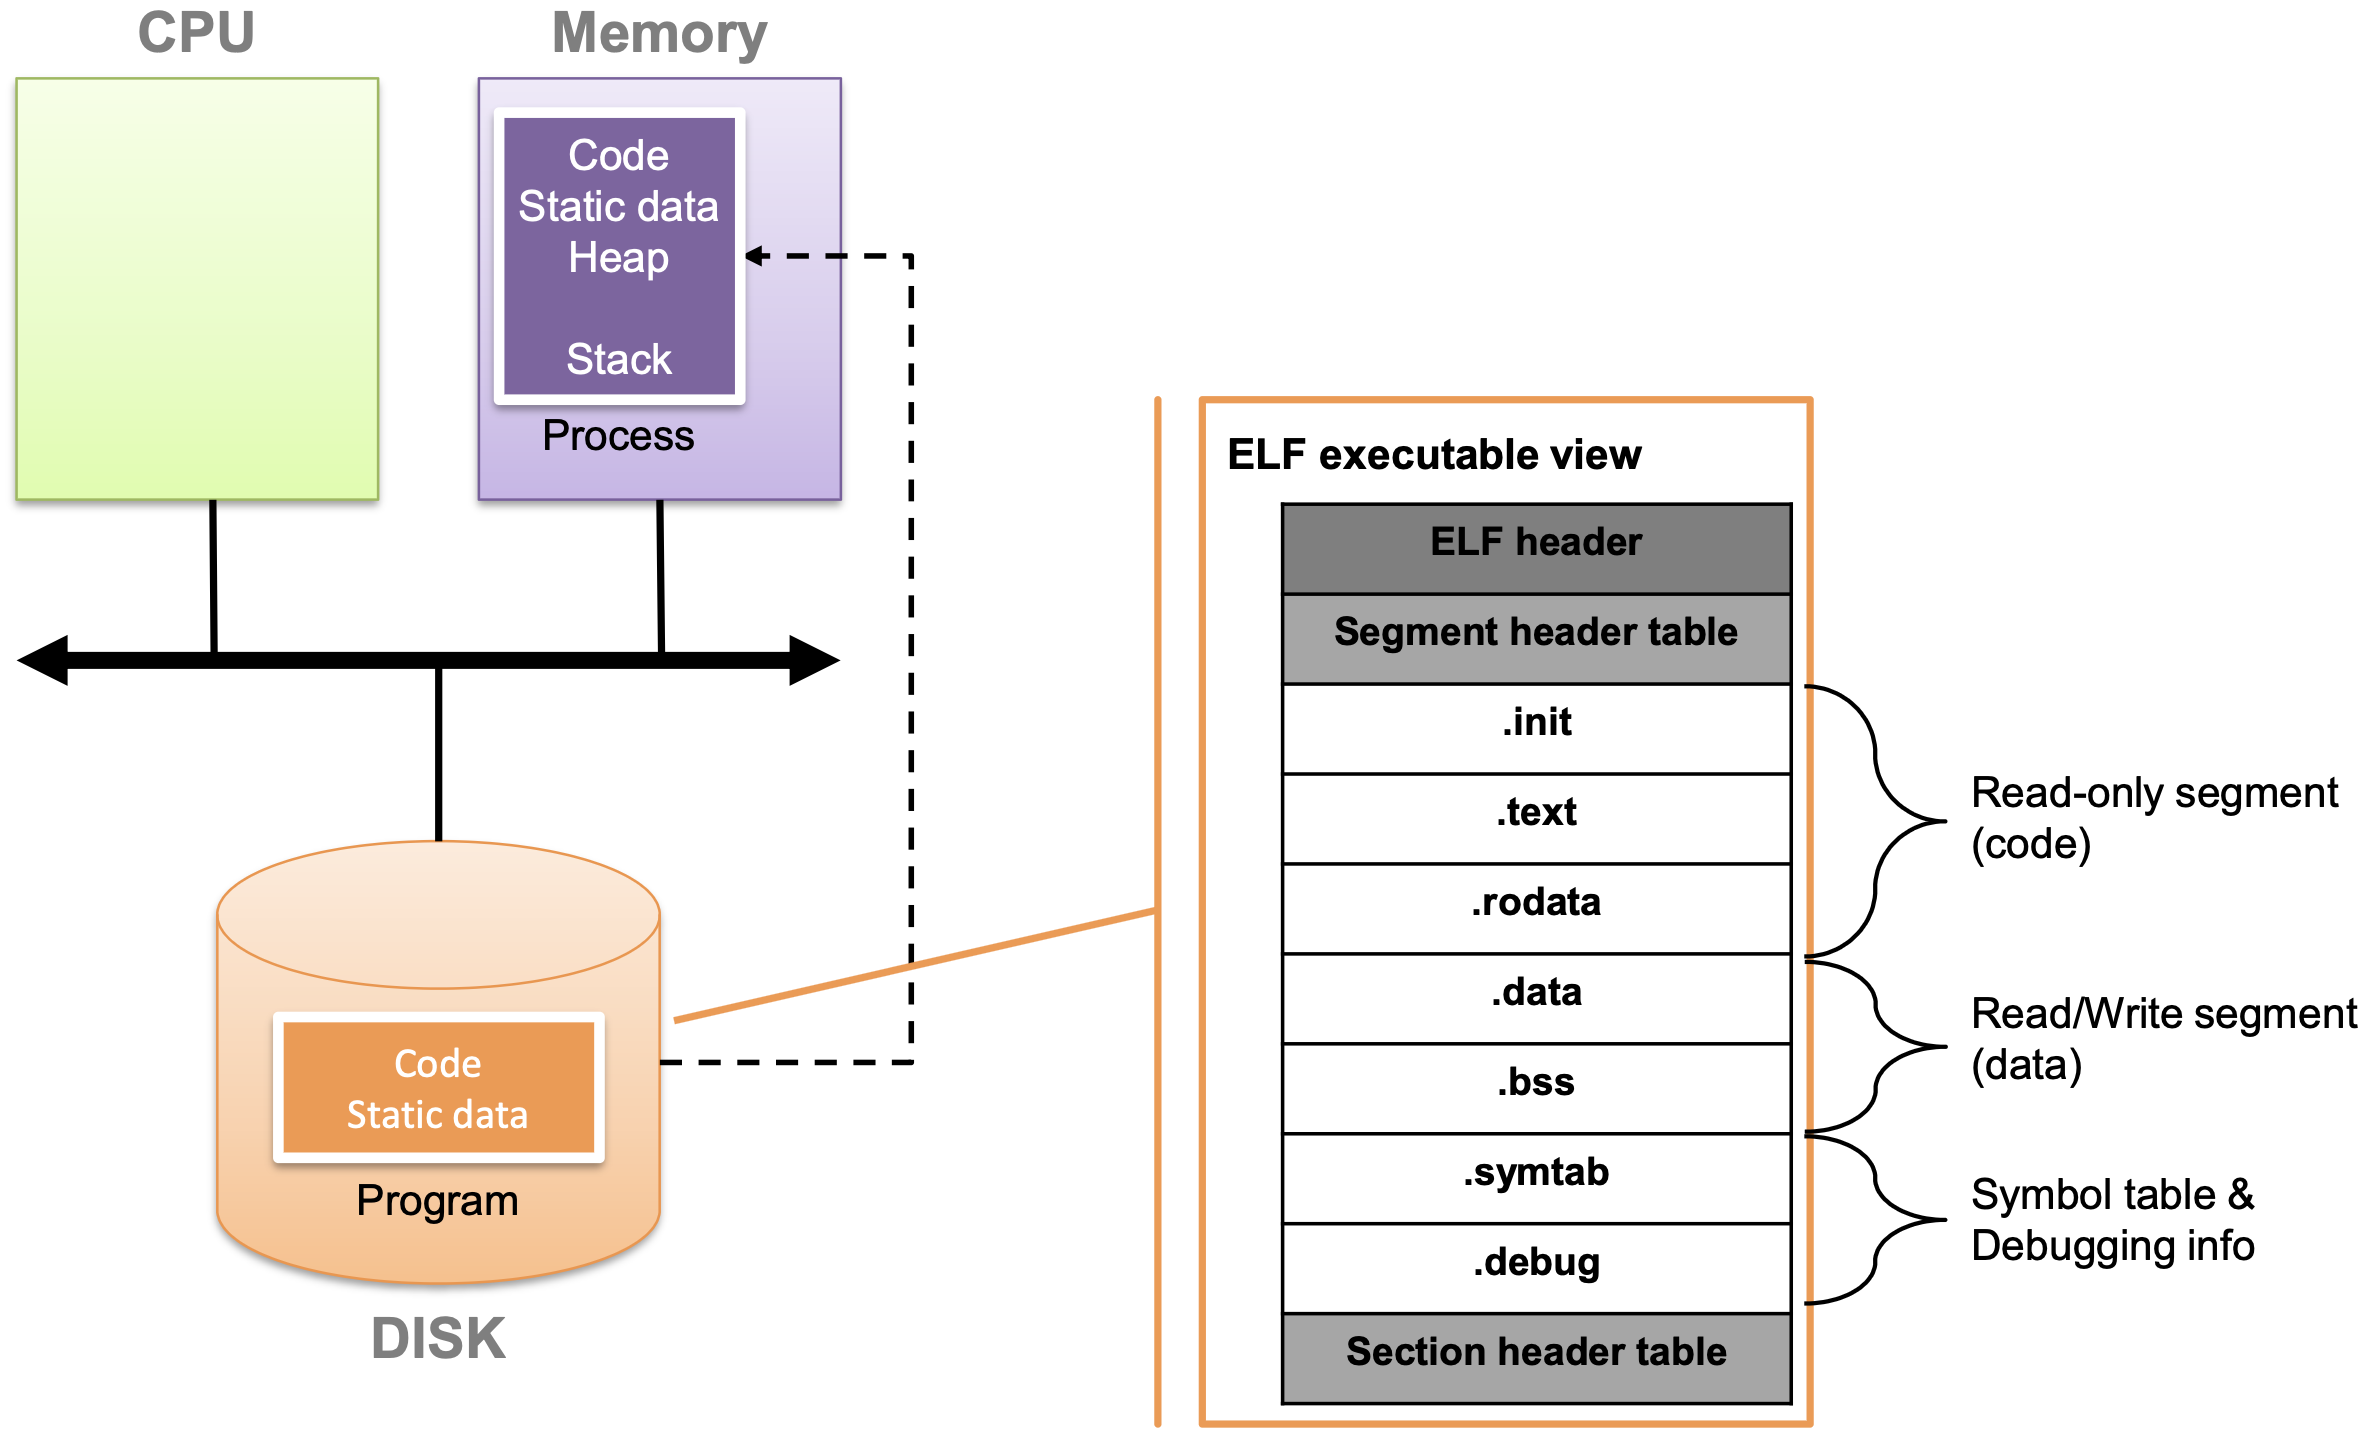 CPU
Memory
Code
Static data
Heap
Stack
Process
Code
Static data
Program
DISK
ELF executable view
ELF header
Segment header table
.init
.text
.rodata
.data
.bss
.symtab
.debug
Section header table
Read-only segment
(code)
Read/Write segment
(data)
Symbol table &
Debugging info